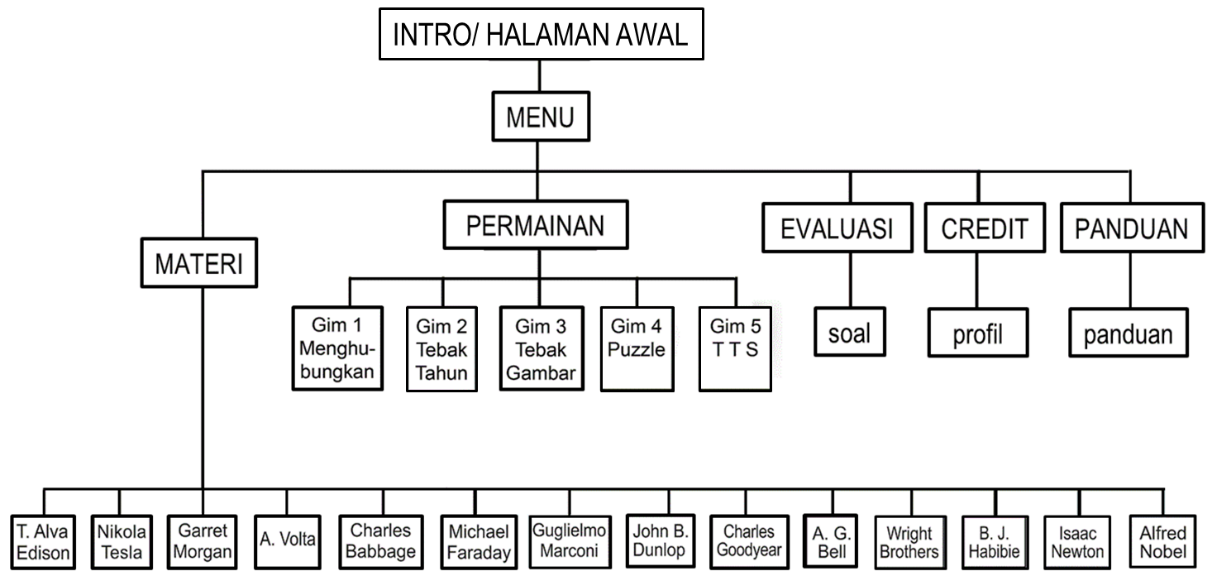 INTRO/ HALAMAN AWAL
MENU
MATERI
PERMAINAN
EVALUASI
CREDIT
PANDUAN
Gim 1
Menghu-
bungkan
Gim 2
Tebak
Tahun
Gim 3
Tebak
Gambar
Gim 4
Puzzle
Gim 5
T T S
soal
profil
panduan
T. Alva
Edison
Nikola
Tesla
Garret
Morgan
A. Volta
Charles
Babbage
Michael
Faraday
Guglielmo
Marconi
John B.
Dunlop
Charles
Goodyear
A. G.
Bell
Wright
Brothers
B. J.
Habibie
Isaac
Newton
Alfred
Nobel